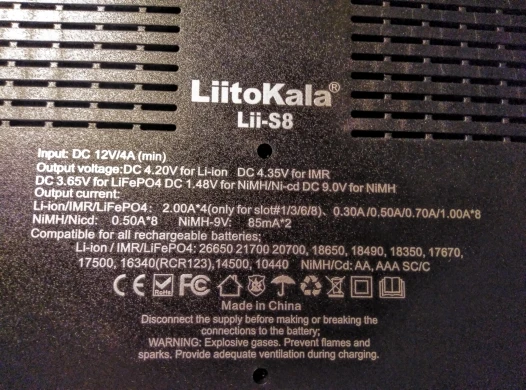 LiitoKala®
Lii-S8
Input: DC 12V/4A (min)
Output voltage:DC 4.20V for Li-ion DC 4.35V for IMR
DC 3.65V for LiFePO4 DC 1.48V for NiMH/Ni-cd DC 9.0V for NiMH
Output current:
Li-ion/IMR/LiFePO4: 2.00A*4(only for slot#1/3/6/8)、0.30A/0.50A/0.70A/1.00A*8
NiMH/Nicd: 0.50A*8 NiMH-9V: 85mA*2
Compatible for all rechargeable batteries;
Li-ion / IMR/LiFePO4: 26650 21700 20700, 18650, 18490, 18350, 17670,
17500, 16340(RCR123),14500, 10440 NiMH/Cd: AA, AAA SC/C
CE RoHS FC
Made in China
Disconnect the supply before making or breaking the
connections to the battery;
WARNING: Explosive gases. Prevent flames and
sparks. Provide adequate ventilation during charging.